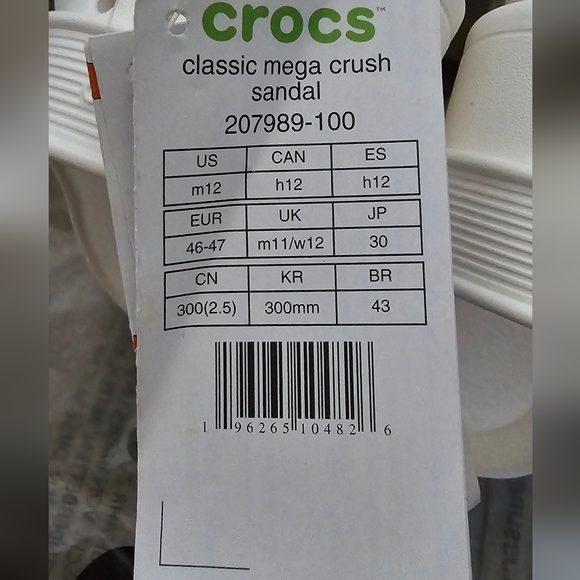 crocs™
classic mega crush
sandal
207989-100
US CAN ES
m12 h12 h12
EUR UK JP
46-47 m11/w12 30
CN KR BR
300(2.5) 300mm 43
1 96265 10482 6